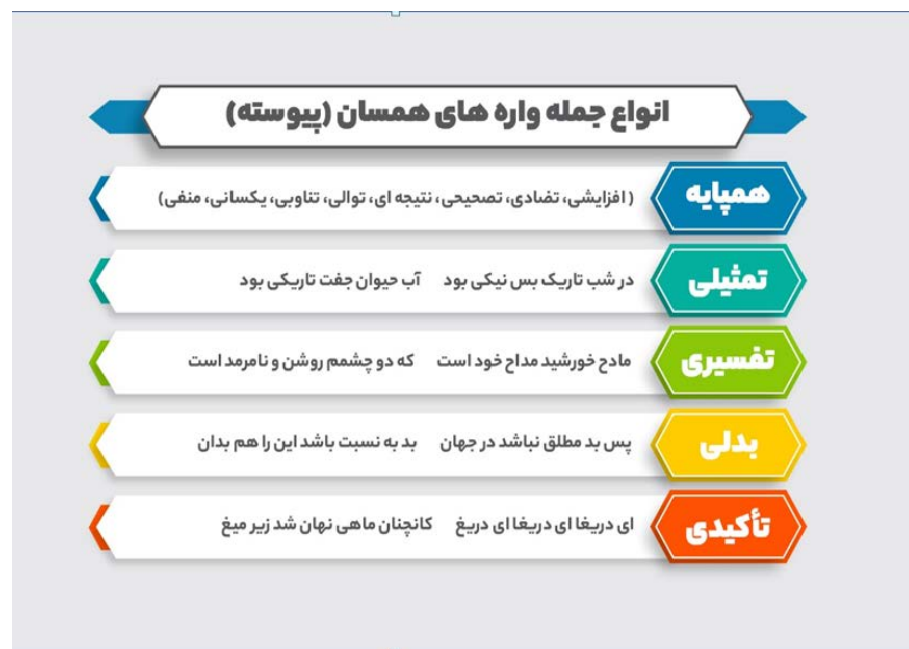 انواع جمله واره های همسان (پیوسته)
همپایه (افزایشی، تضادی، تصحیحی، نتیجه ای، توالی، تناوبی، یکسانی، منفی)
تمثیلی در شب تاریک بس نیکی بود آب حیوان جفت تاریکی بود
تفسیری مادح خورشید مداح خود است که دو چشمم روشن و نامرمد است
بدلی پس بد مطلق نباشد در جهان بد به نسبت باشد این را هم بدان
تأکیدی ای دریغا ای دریغا ای دریغ کانچنان ماهی نهان شد زیر میغ